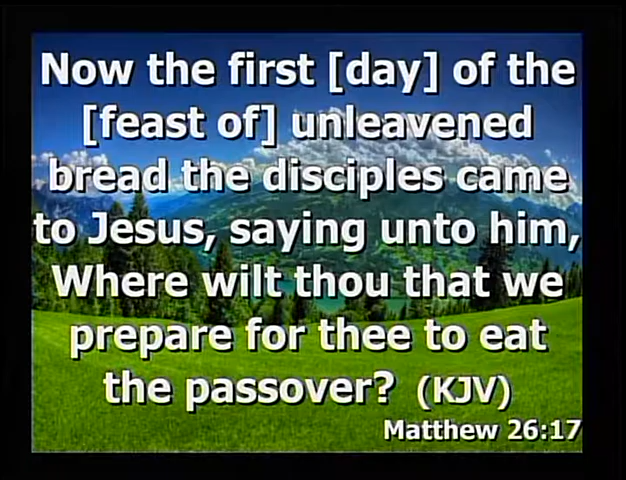 Now the first [day] of the
[feast of] unleavened
bread the disciples came
to Jesus, saying unto him,
Where wilt thou that we
prepare for thee to eat
the passover? (KJV)
Matthew 26:17